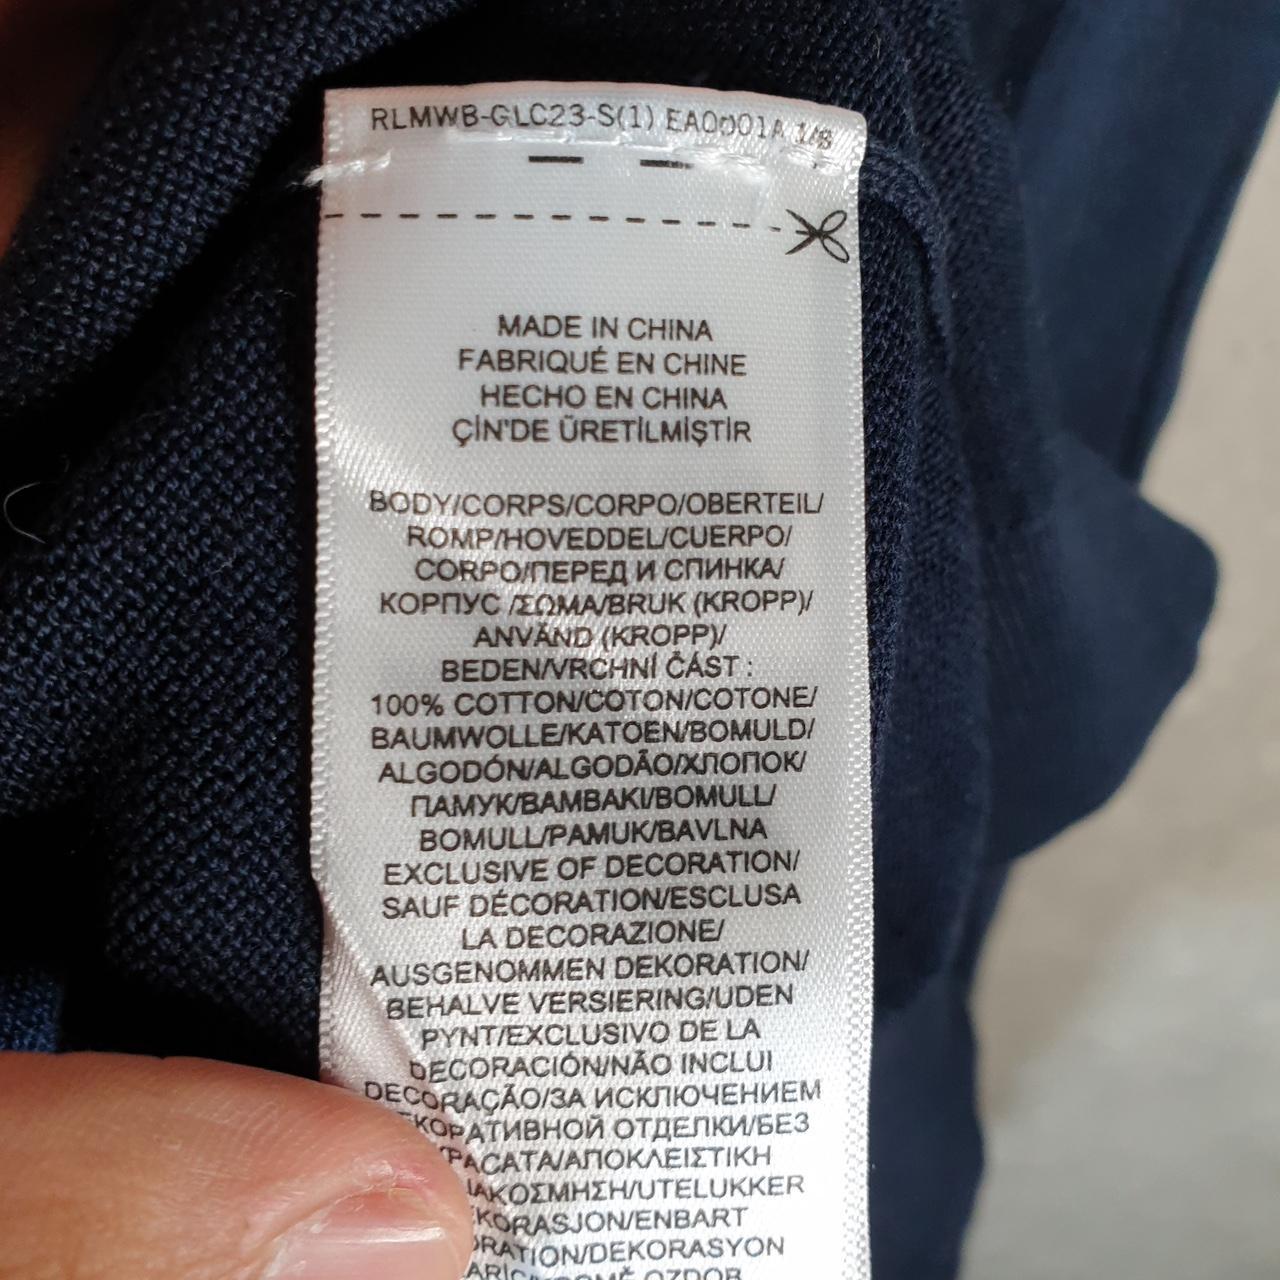 RLMWB-GLC23-S(1) EA0001A 1/8
MADE IN CHINA
FABRIQUÉ EN CHINE
HECHO EN CHINA
ÇİN'DE ÜRETİLMİŞTİR
BODY/CORPS/CORPO/OBERTEIL/
ROMP/HOVEDDEL/CUERPO/
CORPO/ПЕРЕД И СПИНКА/
КОРПУС /ΣΩΜΑ/BRUK (KROPP)/
ANVÄND (KROPP)/
BEDEN/VRCHNÍ ČÁST :
100% COTTON/COTON/COTONE/
BAUMWOLLE/KATOEN/BOMULD/
ALGODÓN/ALGODÃO/ХЛОПОК/
ПАМУК/ΒΑΜΒΑΚΙ/BOMULL/
BOMULL/PAMUK/BAVLNA
EXCLUSIVE OF DECORATION/
SAUF DÉCORATION/ESCLUSA
LA DECORAZIONE/
AUSGENOMMEN DEKORATION/
BEHALVE VERSIERING/UDEN
PYNT/EXCLUSIVO DE LA
DECORACIÓN/NÃO INCLUI
DECORAÇÃO/ЗА ИСКЛЮЧЕНИЕМ
ОТДЕЛКИ/БЕЗ
ΑΠΟΚΛΕΙΣΤΙΚΗ
UTELUKKER
ENBART
DEKORASYON